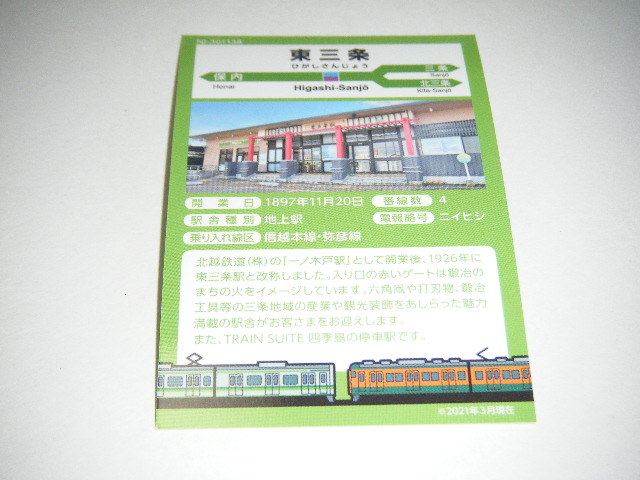 東三条
ひがしさんじょう
保内
Honai
Higashi-Sanjō
三条
Sanjō
北三条
Kita-Sanjō
開業日 1897年11月20日 番線数 4
駅舎種別 地上駅 電報略号 ニイヒシ
乗り入れ線区 信越本線・弥彦線
北越鉄道(株)の「一ノ木戸駅」として開業後、1926年に
東三条駅と改称しました。入り口の赤いゲートは鍛冶の
まちの火をイメージしています。六角凧や打刃物、鍛冶
工具等の三条地域の産業や観光装飾をあしらった魅力
満載の駅舎がお客さまをお迎えします。
また、TRAIN SUITE 四季島の停車駅です。
※2021年3月現在